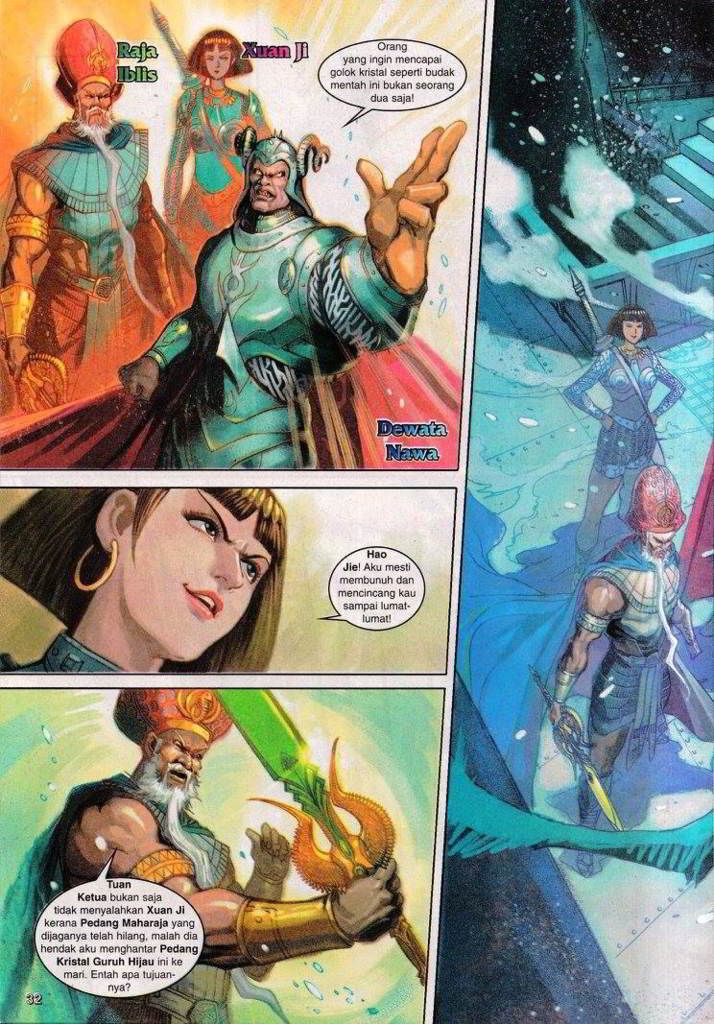 Raja
Iblis
Xuan Ji
Orang
yang ingin mencapai
golok kristal seperti budak
mentah ini bukan seorang
dua saja!
Dewata
Nawa
Hao
Jie! Aku mesti
membunuh dan
mencincang kau
sampai lumat-
lumat!
Tuan
Ketua bukan saja
tidak menyalahkan Xuan Ji
kerana Pedang Maharaja yang
dijaganya telah hilang, malah dia
hendak aku menghantar Pedang
Kristal Guruh Hijau ini ke
mari. Entah apa tujuan-
nya?
32